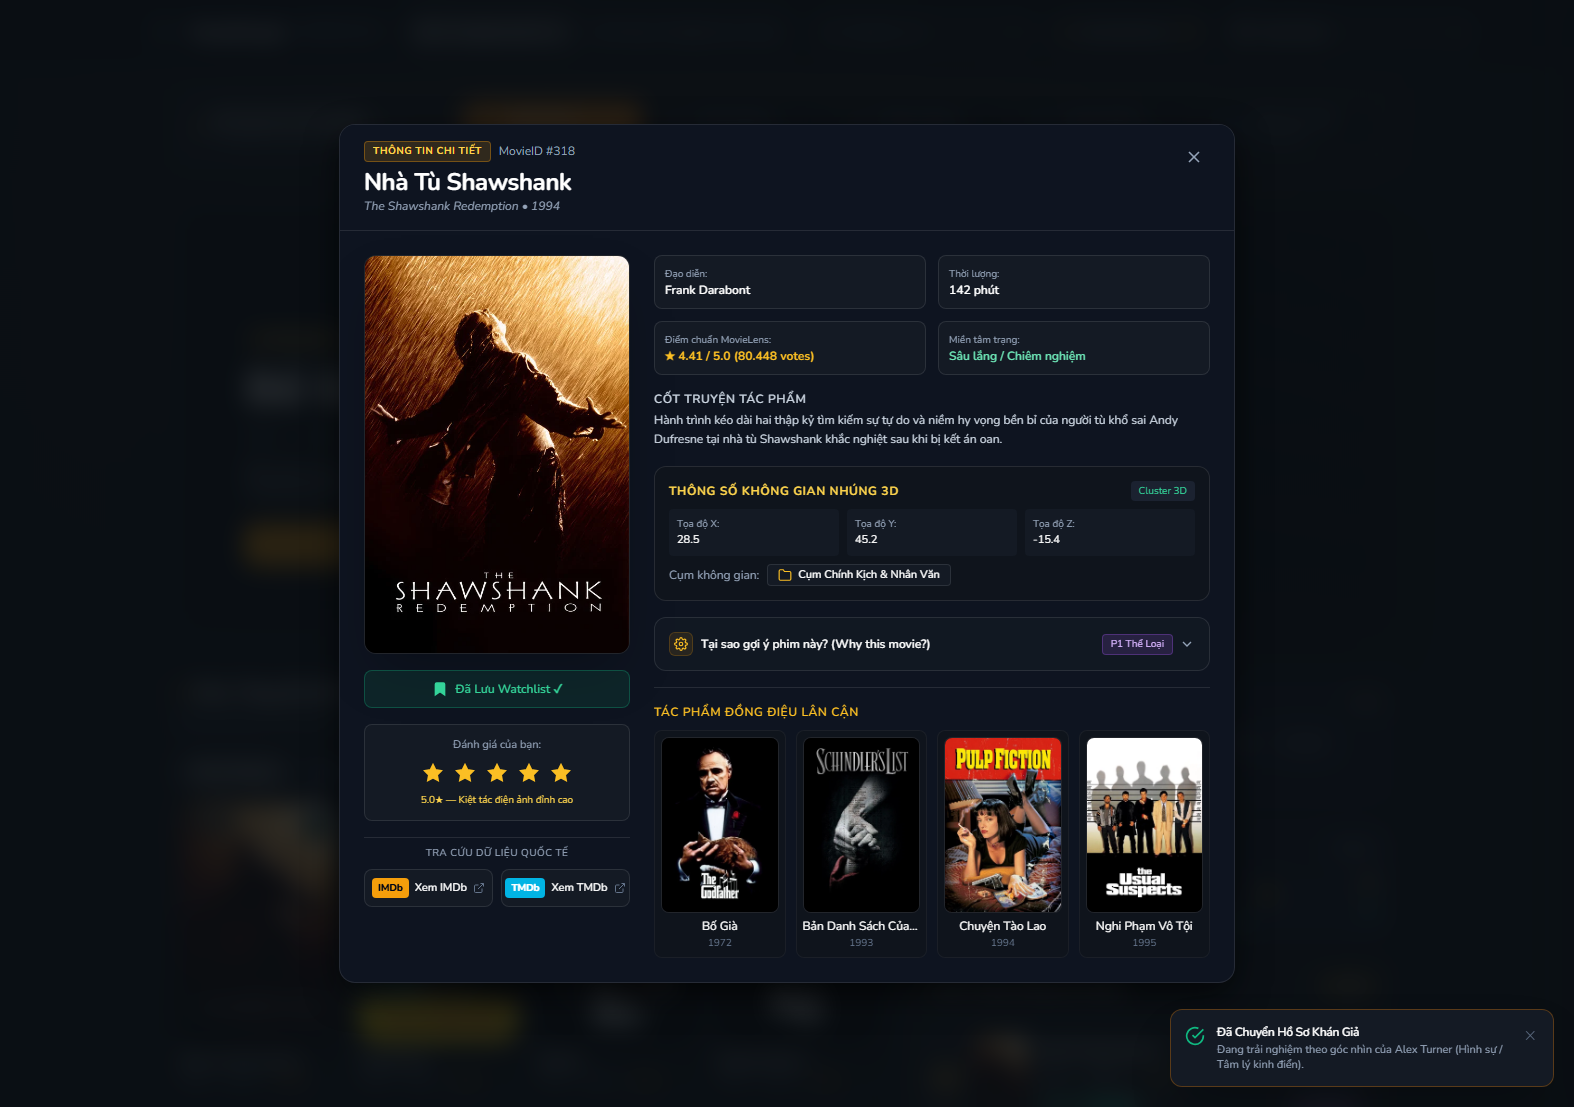 THÔNG TIN CHI TIẾT MovieID #318
Nhà Tù Shawshank
The Shawshank Redemption • 1994
THE
SHAWSHANK
REDEMPTION
Đã Lưu Watchlist ✓
Đánh giá của bạn:
5.0★ — Kiệt tác điện ảnh đỉnh cao
TRA CỨU DỮ LIỆU QUỐC TẾ
IMDb Xem IMDb
TMDb Xem TMDb
Đạo diễn:
Frank Darabont
Thời lượng:
142 phút
Điểm chuẩn MovieLens:
★ 4.41 / 5.0 (80.448 votes)
Miền tâm trạng:
Sâu lắng / Chiêm nghiệm
CỐT TRUYỆN TÁC PHẨM
Hành trình kéo dài hai thập kỷ tìm kiếm sự tự do và niềm hy vọng bền bỉ của người tù khổ sai Andy
Dufresne tại nhà tù Shawshank khắc nghiệt sau khi bị kết án oan.
THÔNG SỐ KHÔNG GIAN NHÚNG 3D
Cluster 3D
Tọa độ X:
28.5
Tọa độ Y:
45.2
Tọa độ Z:
-15.4
Cụm không gian: Cụm Chính Kịch & Nhân Văn
Tại sao gợi ý phim này? (Why this movie?)
P1 Thể Loại
TÁC PHẨM ĐỒNG ĐIỆU LÂN CẬN
The
Godfather
Bố Già
1972
SCHINDLER'S LIST
Bản Danh Sách Của...
1993
PULP FICTION
Chuyện Tào Lao
1994
the
Usual
Suspects
Nghi Phạm Vô Tội
1995
Đã Chuyển Hồ Sơ Khán Giả
Đang trải nghiệm theo góc nhìn của Alex Turner (Hình sự /
Tâm lý kinh điển).